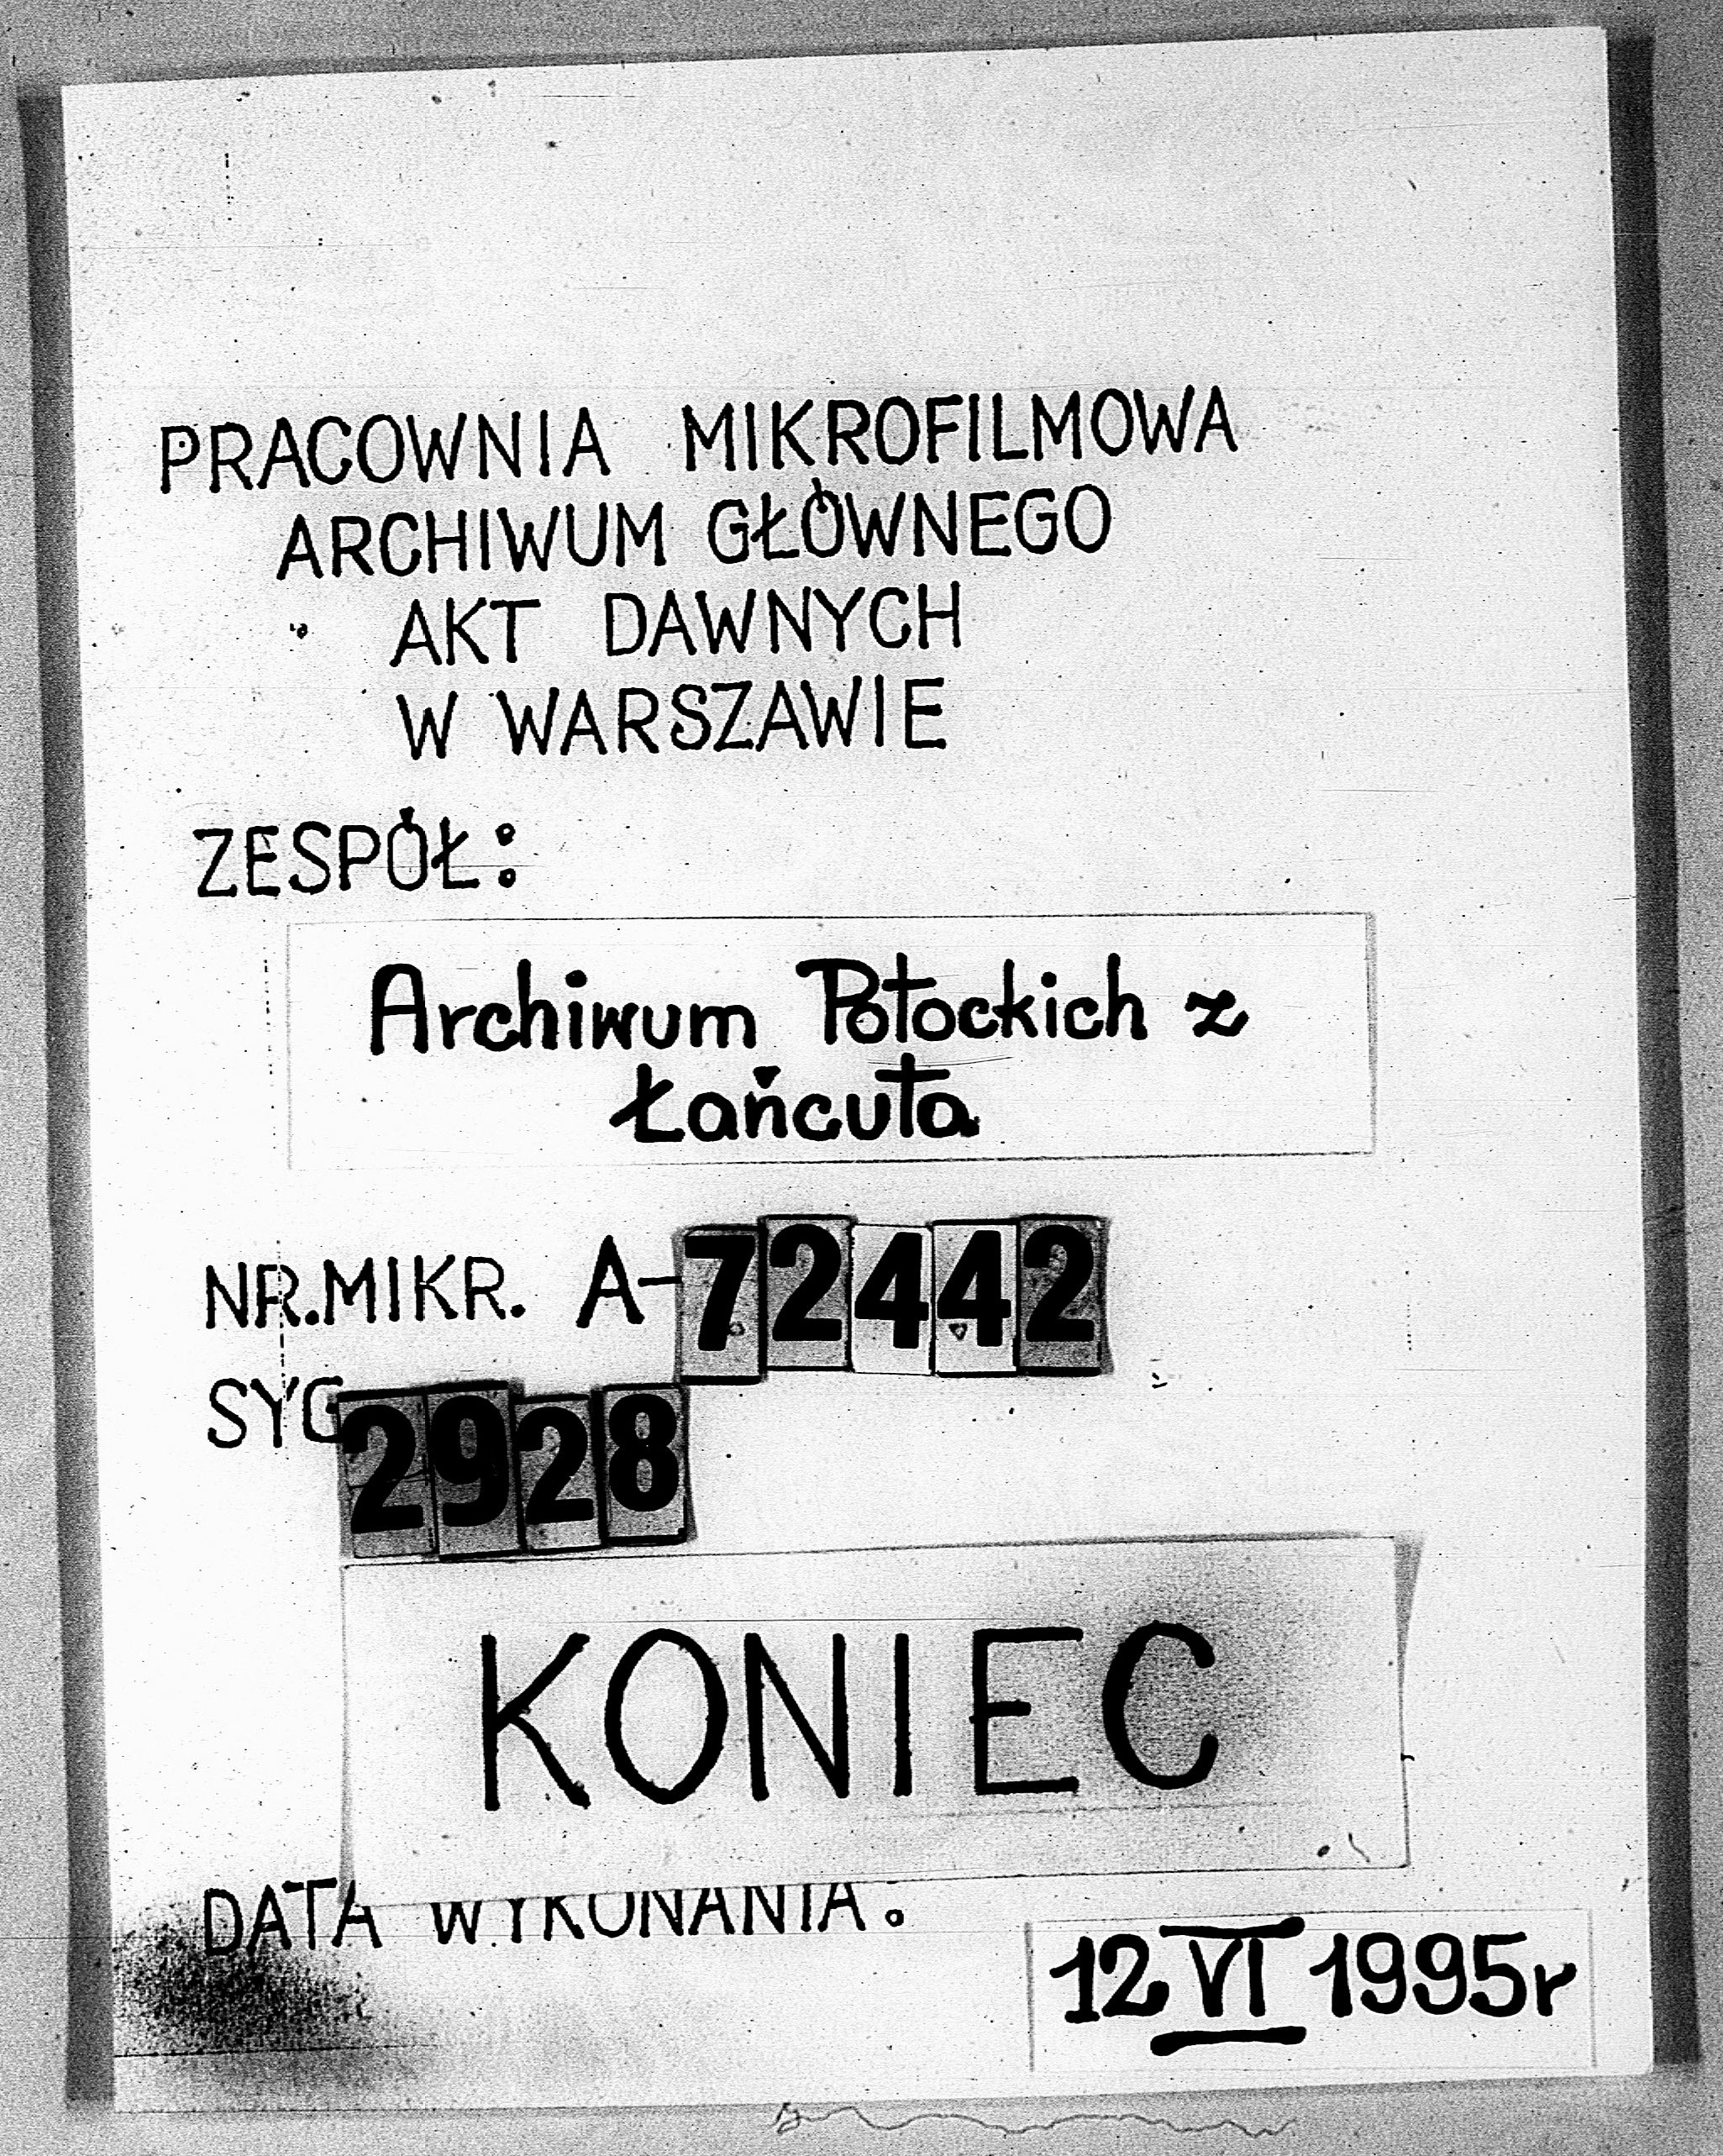 PRACOWNIA MIKROFILMOWA
ARCHIWUM GŁÓWNEGO
AKT DAWNYCH
W WARSZAWIE
ZESPÓŁ:
Archiwum Potockich z
Łańcuta
NR.MIKR. A-72442
SYG 2928
KONIEC
DATA WYKONANIA:
12 VI 1995r